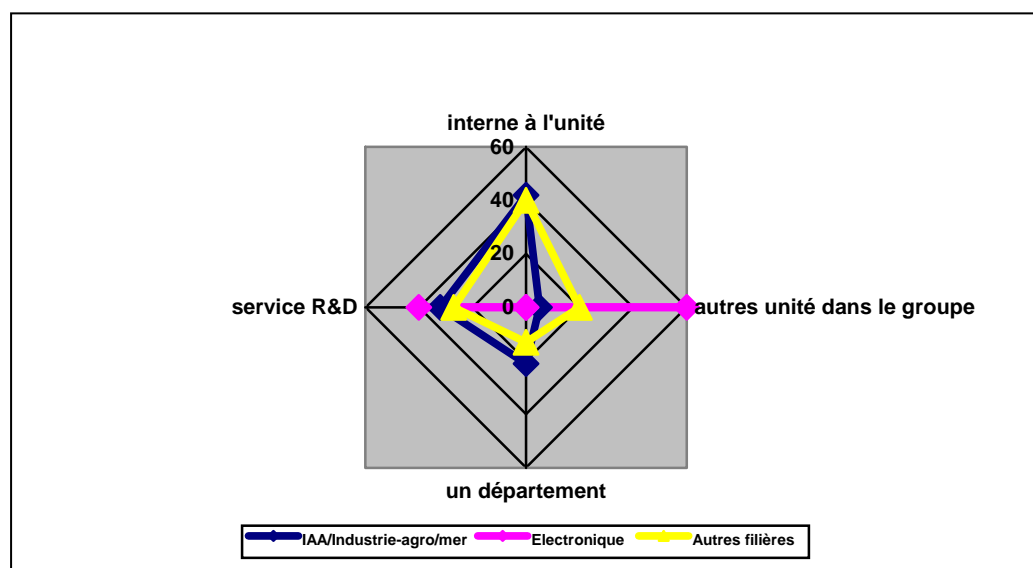 interne à l'unité
60
40
20
0
service R&D
autres unité dans le groupe
un département
IAA/Industrie-agro/mer
Electronique
Autres filières